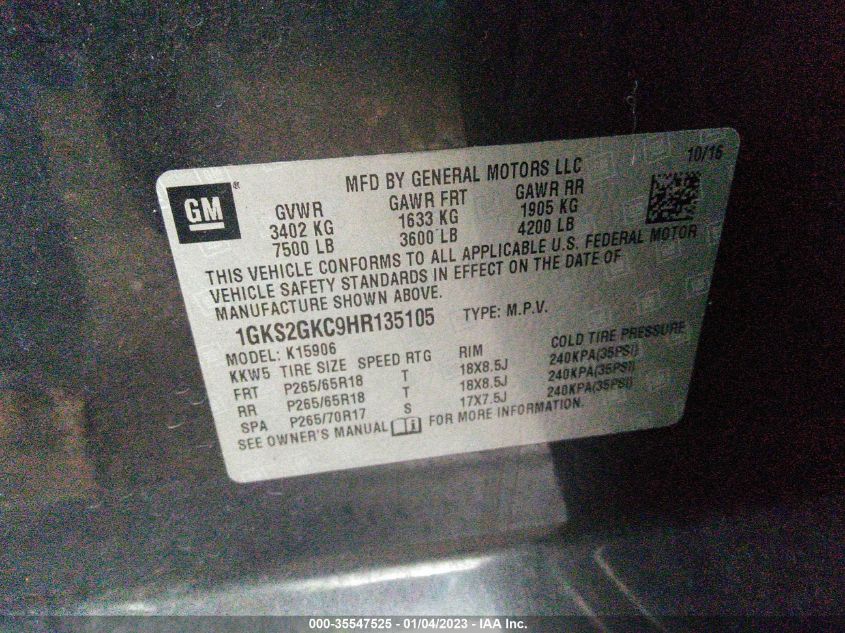 MFD BY GENERAL MOTORS LLC 10/16
GM®
GVWR GAWR FRT GAWR RR
3402 KG 1633 KG 1905 KG
7500 LB 3600 LB 4200 LB
THIS VEHICLE CONFORMS TO ALL APPLICABLE U.S. FEDERAL MOTOR
VEHICLE SAFETY STANDARDS IN EFFECT ON THE DATE OF
MANUFACTURE SHOWN ABOVE.
1GKS2GKC9HR135105 TYPE: M.P.V.
MODEL: K15906
KKW5 TIRE SIZE SPEED RTG RIM COLD TIRE PRESSURE
FRT P265/65R18 T 18X8.5J 240KPA(35PSI)
RR P265/65R18 T 18X8.5J 240KPA(35PSI)
SPA P265/70R17 S 17X7.5J 240KPA(35PSI)
SEE OWNER'S MANUAL FOR MORE INFORMATION.
000-35547525 - 01/04/2023 - IAA Inc.